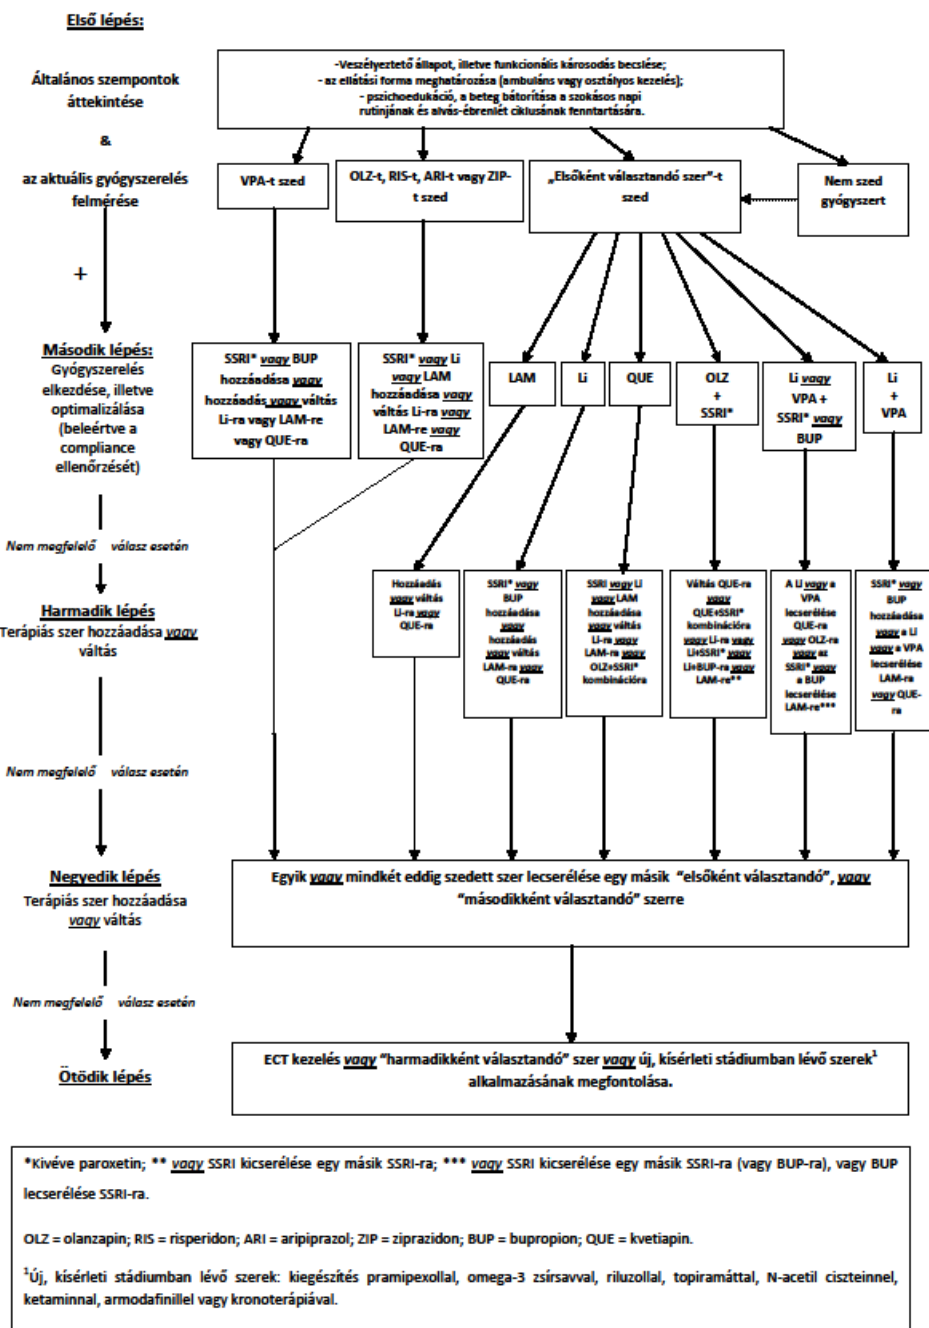 Első lépés:
Általános szempontok
áttekintése
&
az aktuális gyógyszerelés
felmérése
+
-Veszélyeztető állapot, illetve funkcionális károsodás becslése;
- az ellátási forma meghatározása (ambuláns vagy osztályos kezelés);
- pszichoedukáció, a beteg bátorítása a szokásos napi
rutinjának és alvás-ébrenlét ciklusának fenntartására.
VPA-t szed
OLZ-t, RIS-t, ARI-t vagy ZIP-
t szed
„Elsőként választandó szer"-t
szed
Nem szed
gyógyszert
Második lépés:
Gyógyszerelés
elkezdése, illetve
optimalizálása
(beleértve a
compliance
ellenőrzését)
SSRI* vagy BUP
hozzáadása vagy
hozzádás vagy váltás
Li-ra vagy LAM-re
vagy QUE-ra
SSRI* vagy Li
vagy LAM
hozzáadása vagy
váltás Li-ra vagy
LAM-re vagy
QUE-ra
LAM
Li
QUE
OLZ
+
SSRI*
Li vagy
VPA +
SSRI* vagy
BUP
Li
+
VPA
Nem megfelelő válasz esetén
Harmadik lépés
Terápiás szer hozzáadása vagy
váltás
Hozzáadás
vagy váltás
Li-ra vagy
QUE-ra
SSRI* vagy
BUP
hozzáadása
vagy
hozzádás
vagy váltás
LAM-ra vagy
QUE-ra
SSRI vagy Li
vagy LAM
hozzáadása
vagy váltás
Li-ra vagy
LAM-ra vagy
OLZ+SSRI*
kombinációra
Váltás QUE-ra
vagy
QUE+SSRI*
kombinációra
vagy Li-ra vagy
Li+SSRI* vagy
Li+BUP-ra vagy
LAM-re**
A Li vagy a
VPA
lecserélése
QUE-ra
vagy OLZ-ra
vagy az
SSRI* vagy
a BUP
lecserélése
LAM-re***
SSRI* vagy
BUP
hozzáadása
vagy a Li
vagy a VPA
lecserélése
LAM-ra
vagy QUE-
ra
Nem megfelelő válasz esetén
Negyedik lépés
Terápiás szer hozzáadása
vagy váltás
Egyik vagy mindkét eddig szedett szer lecserélése egy másik "elsőként választandó", vagy
"másodikként választandó" szerre
Nem megfelelő válasz esetén
Ötödik lépés
ECT kezelés vagy "harmadikként választandó" szer vagy új, kísérleti stádiumban lévő szerek¹
alkalmazásának megfontolása.
*Kivéve paroxetin; ** vagy SSRI kicserélése egy másik SSRI-ra; *** vagy SSRI kicserélése egy másik SSRI-ra (vagy BUP-ra), vagy BUP
lecserélése SSRI-ra.
OLZ = olanzapin; RIS = risperidon; ARI = aripiprazol; ZIP = ziprazidon; BUP = bupropion; QUE = kvetiapin.
¹Új, kísérleti stádiumban lévő szerek: kiegészítés pramipexollal, omega-3 zsírsavval, riluzollal, topiramáttal, N-acetil ciszteinnel,
ketaminnal, armodafinillel vagy kronoterápiával.